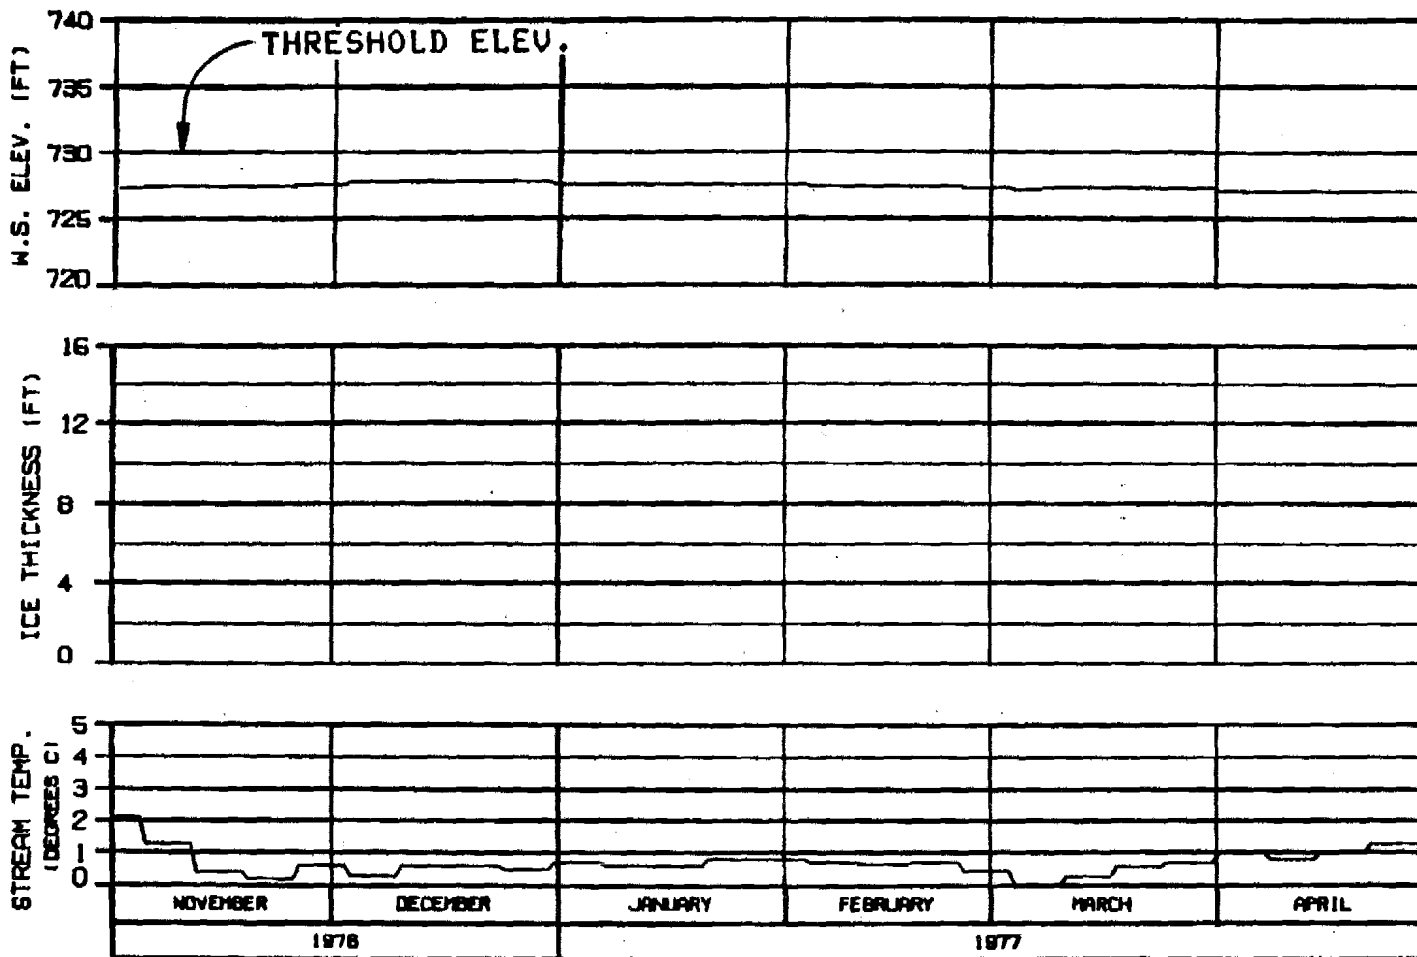 THRESHOLD ELEV.
W.S. ELEV. (FT)
740
735
730
725
720
ICE THICKNESS (FT)
16
12
8
4
0
STREAM TEMP.
(DEGREES C)
5
4
3
2
1
0
NOVEMBER DECEMBER JANUARY FEBRUARY MARCH APRIL
1976 1977